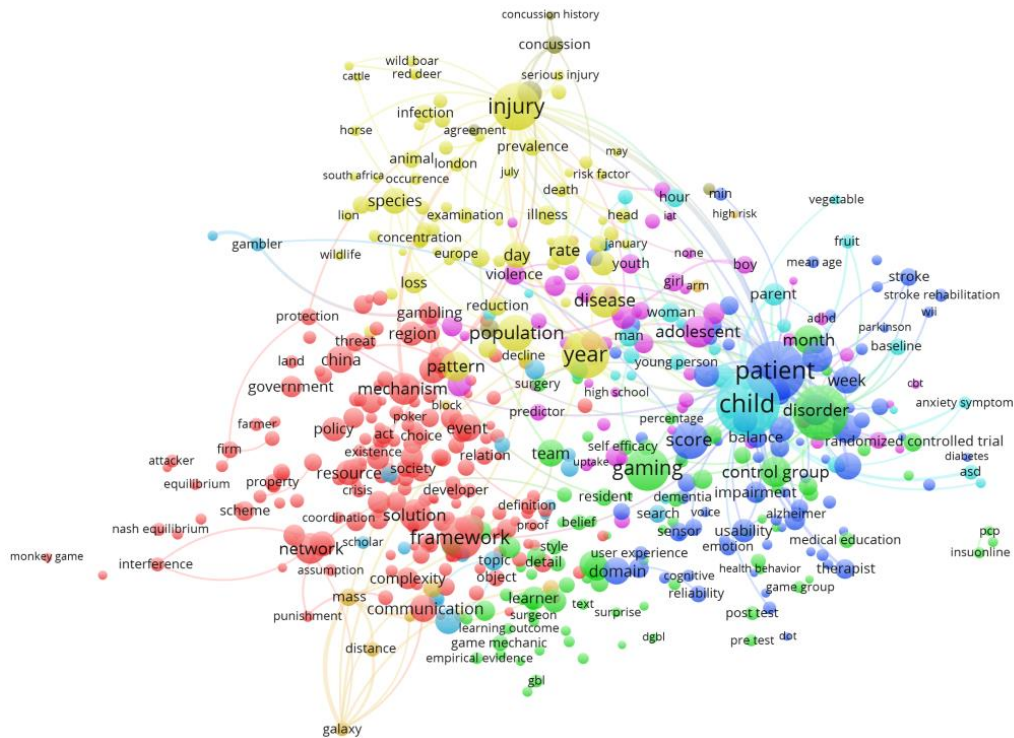 concussion history
concussion
wild boar
red deer
cattle
serious injury
injury
infection
horse
agreement
prevalence
may
animal
london
july
risk factor
south africa
occurrence
death
species
hour
min
vegetable
lion
examination
illness
head
iat
high risk
concentration
gambler
europe
wildlife
day
rate
january
none
fruit
youth
boy
mean age
violence
loss
girl
arm
stroke
disease
parent
stroke rehabilitation
reduction
gambling
woman
wii
protection
region
population
man
adolescent
adhd
parkinson
threat
month
baseline
land
china
pattern
decline
year
young person
surgery
patient
week
cbt
government
mechanism
high school
block
child
disorder
anxiety symptom
farmer
poker
predictor
percentage
policy
act
choice
event
self efficacy
score
balance
randomized controlled trial
firm
existence
relation
team
uptake
diabetes
attacker
resource
society
gaming
control group
asd
equilibrium
property
crisis
developer
resident
dementia
impairment
scheme
coordination
solution
definition
search
voice
alzheimer
nash equilibrium
scholar
framework
proof
belief
sensor
usability
pcp
network
style
emotion
medical education
insuonline
monkey game
interference
assumption
topic
detail
user experience
object
domain
cognitive
health behavior
therapist
complexity
mass
learner
reliability
game group
punishment
communication
surgeon
text
surprise
post test
learning outcome
game mechanic
dgbl
pre test
dot
distance
empirical evidence
gbl
galaxy